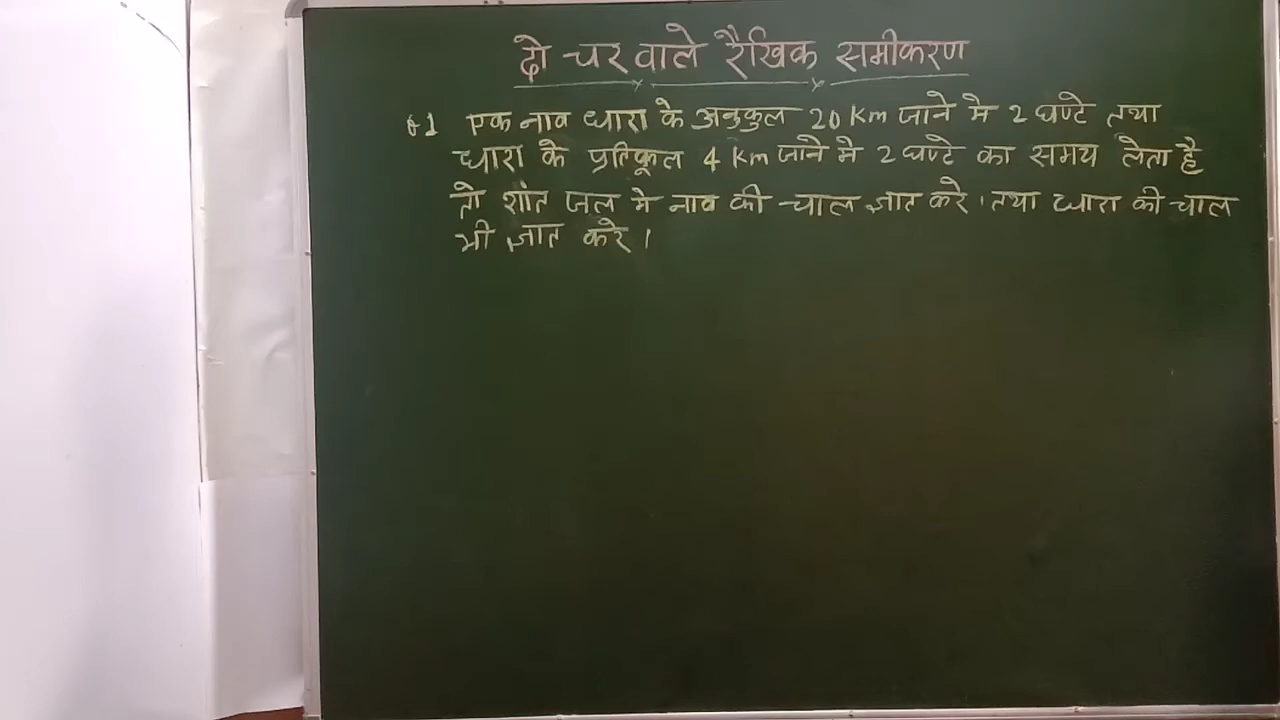 दो चर वाले रैखिक समीकरण
Q1 एक नाव धारा के अनुकुल 20 Km जाने मे 2 घण्टे तथा
धारा के प्रतिकूल 4 Km जाने मे 2 घण्टे का समय लेता है
तो शांत जल मे नाव की चाल ज्ञात करे । तथा धारा की चाल
भी ज्ञात करे ।